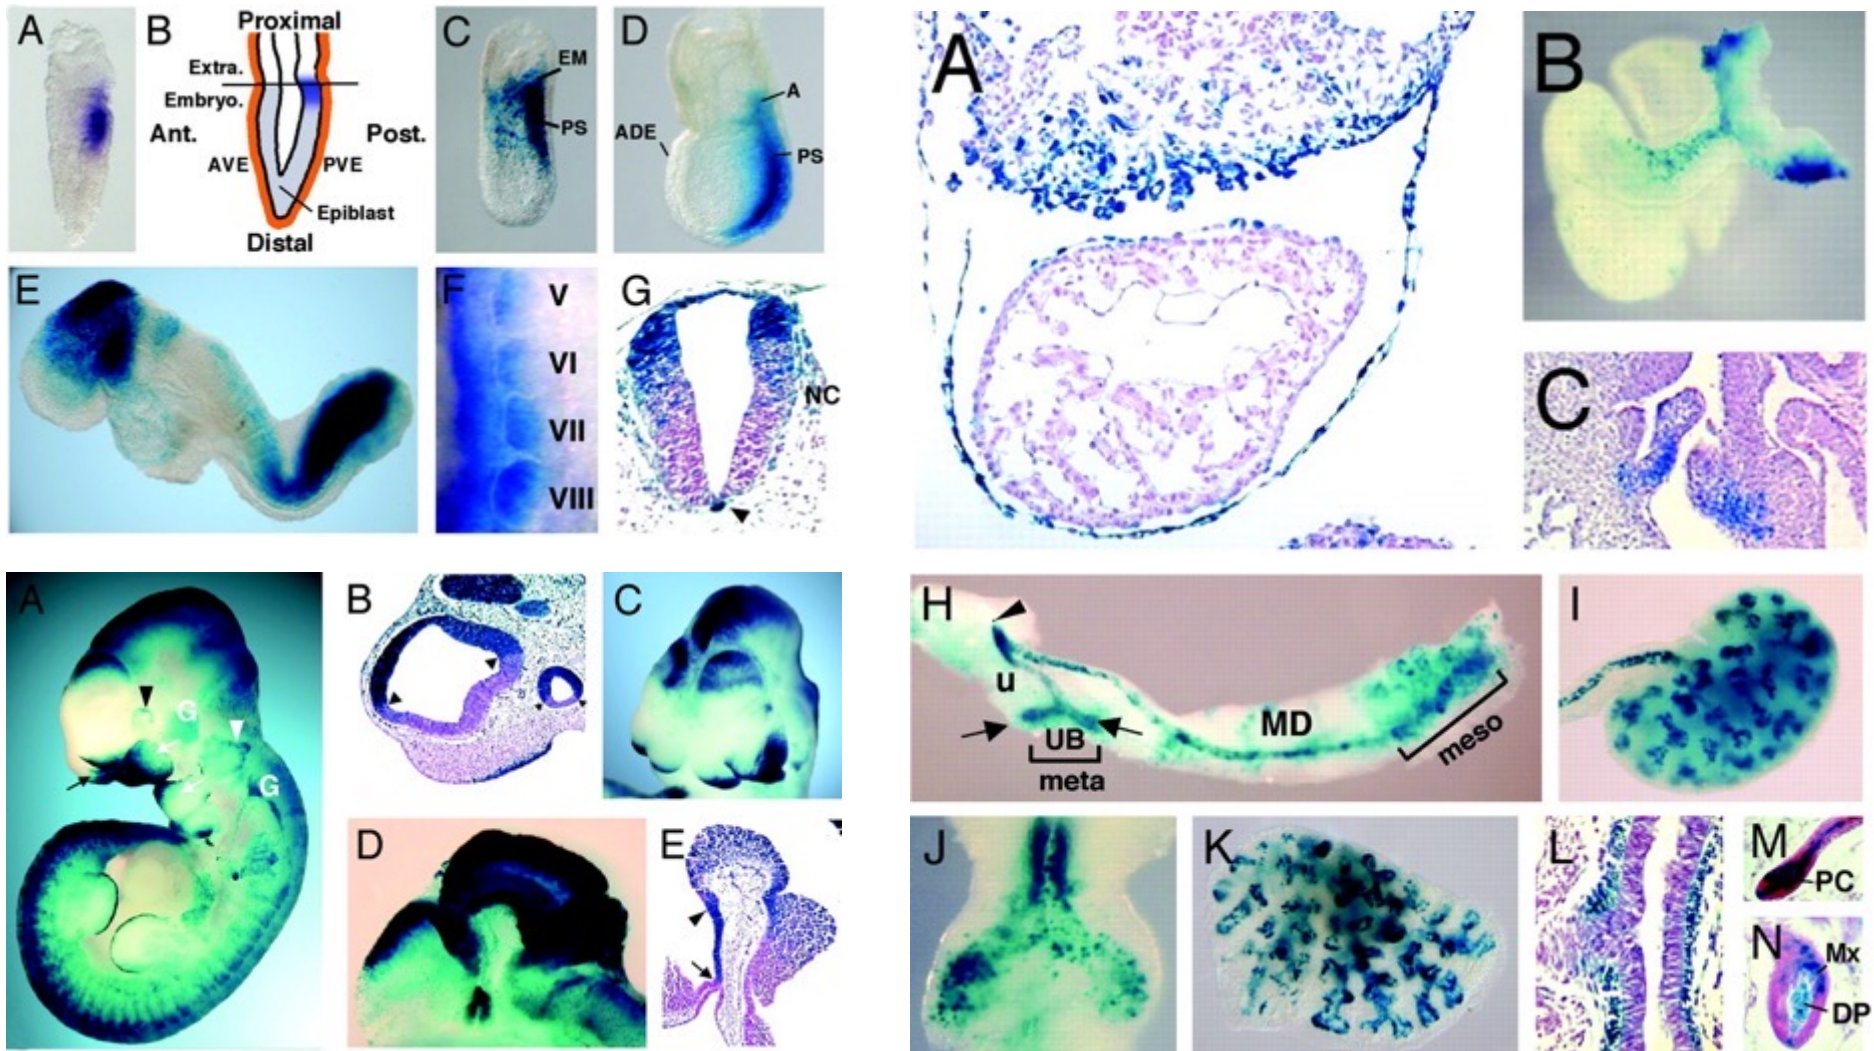 A
B
Proximal
Extra.
Embryo.
Ant.
Post.
AVE
PVE
Epiblast
Distal
C
EM
PS
D
A
ADE
PS
E
F
V
VI
VII
VIII
G
NC
A
B
C
A
G
G
B
C
D
E
H
u
UB
meta
MD
meso
I
J
K
L
M
PC
N
Mx
DP